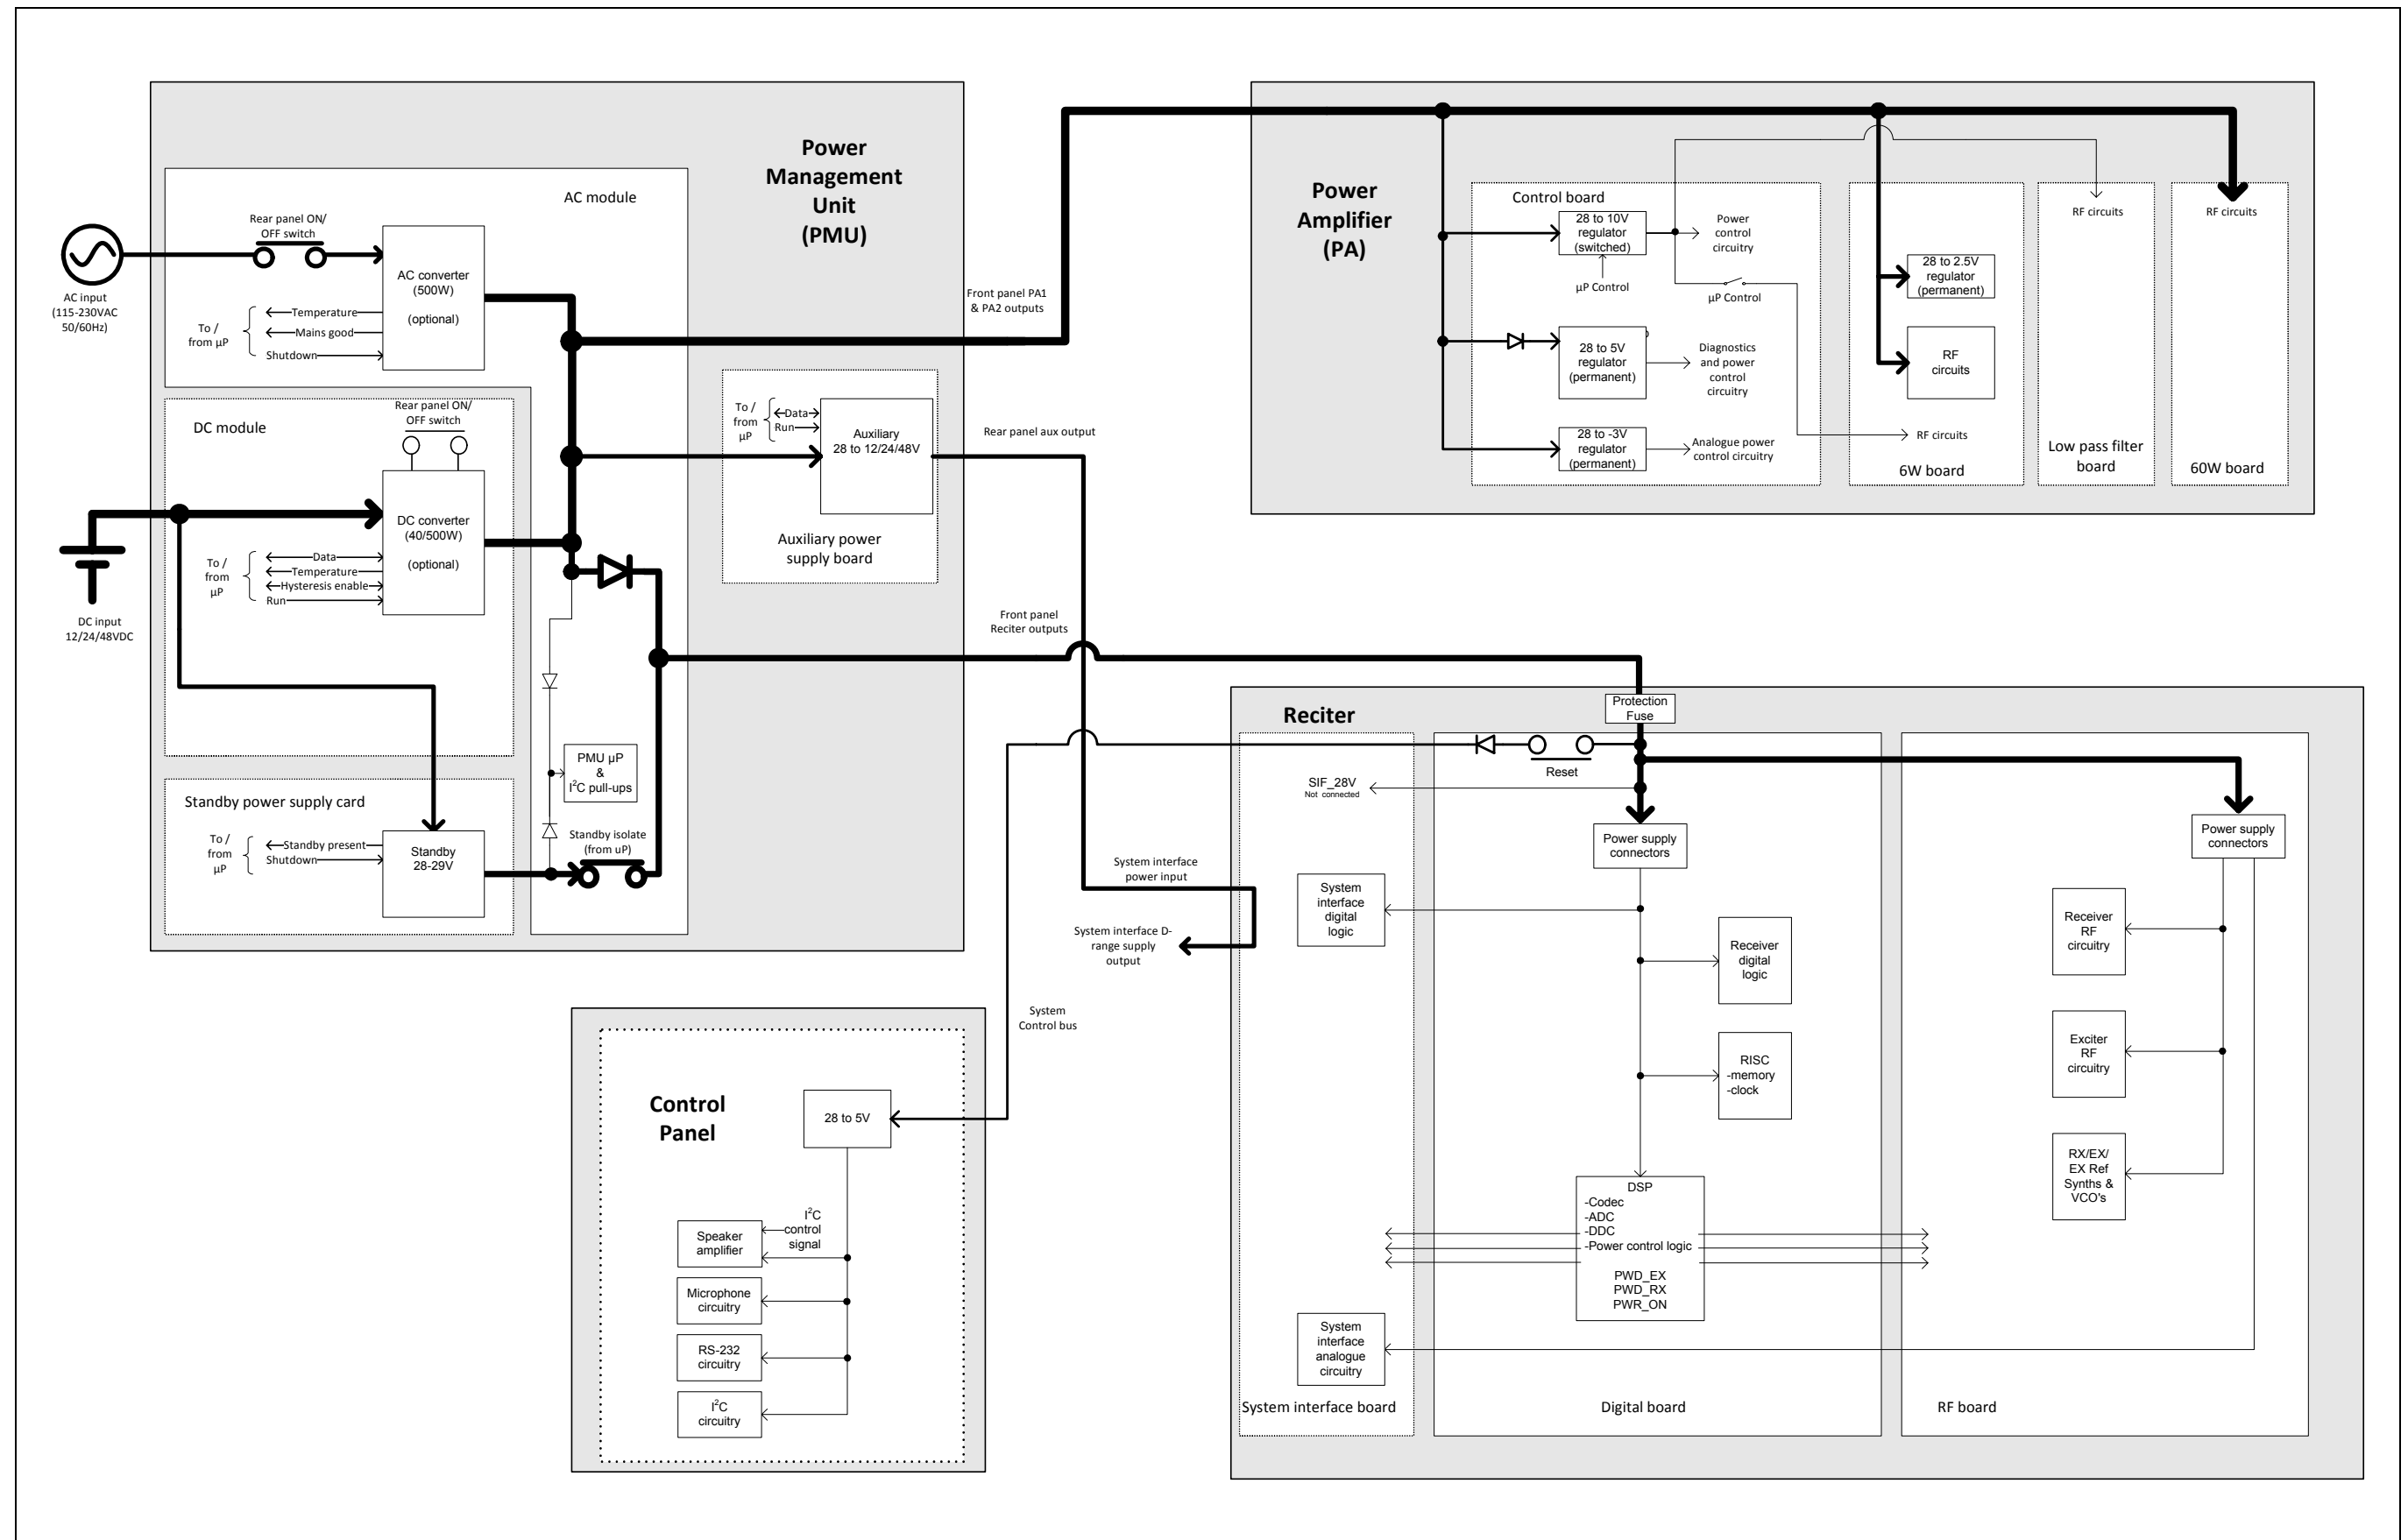 Power
Management
Unit
(PMU)
AC module
Rear panel ON/
OFF switch
AC converter
(500W)
(optional)
AC input
(115-230VAC
50/60Hz)
To /
from µP
Temperature
Mains good
Shutdown
DC module
Rear panel ON/
OFF switch
DC converter
(40/500W)
(optional)
To /
from
µP
Data
Temperature
Hysteresis enable
Run
DC input
12/24/48VDC
Standby power supply card
To /
from
µP
Standby present
Shutdown
Standby
28-29V
PMU µP
&
I²C pull-ups
Standby isolate
(from uP)
To /
from
µP
Data
Run
Auxiliary
28 to 12/24/48V
Auxiliary power
supply board
Front panel PA1
& PA2 outputs
Rear panel aux output
Front panel
Reciter outputs
System interface
power input
System interface D-
range supply
output
System
Control bus
Power
Amplifier
(PA)
Control board
28 to 10V
regulator
(switched)
Power
control
circuitry
µP Control
µP Control
28 to 5V
regulator
(permanent)
Diagnostics
and power
control
circuitry
28 to -3V
regulator
(permanent)
Analogue power
control circuitry
28 to 2.5V
regulator
(permanent)
RF
circuits
RF circuits
6W board
RF circuits
Low pass filter
board
RF circuits
60W board
Reciter
Protection
Fuse
Reset
SIF_28V
Not connected
Power supply
connectors
Power supply
connectors
System
interface
digital
logic
Receiver
digital
logic
RISC
-memory
-clock
DSP
-Codec
-ADC
-DDC
-Power control logic
PWD_EX
PWD_RX
PWR_ON
System
interface
analogue
circuitry
Receiver
RF
circuitry
Exciter
RF
circuitry
RX/EX/
EX Ref
Synths &
VCO's
System interface board
Digital board
RF board
Control
Panel
28 to 5V
I²C
control
signal
Speaker
amplifier
Microphone
circuitry
RS-232
circuitry
I²C
circuitry